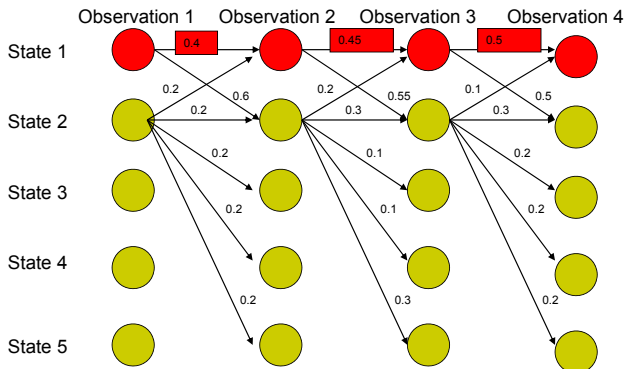 Observation 1 Observation 2 Observation 3 Observation 4
State 1
0.4 0.45 0.5
0.2 0.6 0.2 0.55 0.1 0.5
State 2
0.2 0.3 0.3
State 3
0.2 0.1 0.2
0.2 0.1 0.2
State 4
0.2 0.3 0.2
State 5